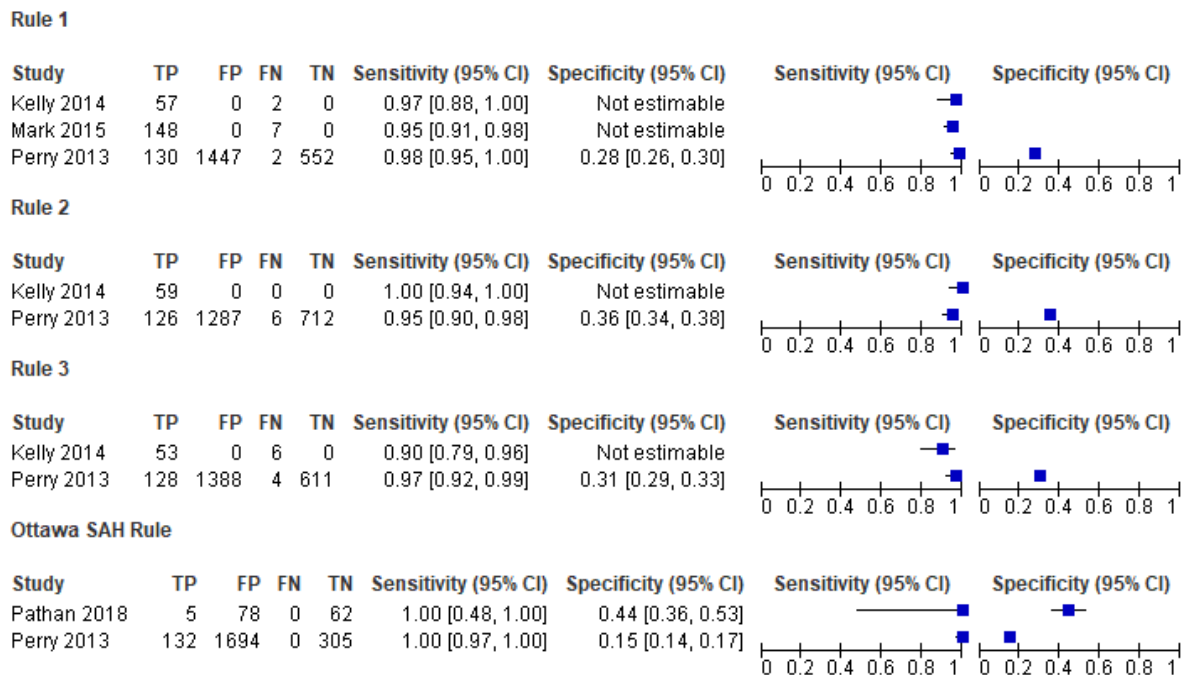 Rule 1
Study TP FP FN TN Sensitivity (95% CI) Specificity (95% CI) Sensitivity (95% CI) Specificity (95% CI)
Kelly 2014 57 0 2 0 0.97 [0.88, 1.00] Not estimable
Mark 2015 148 0 7 0 0.95 [0.91, 0.98] Not estimable
Perry 2013 130 1447 2 552 0.98 [0.95, 1.00] 0.28 [0.26, 0.30]
0 0.2 0.4 0.6 0.8 1 0 0.2 0.4 0.6 0.8 1
Rule 2
Study TP FP FN TN Sensitivity (95% CI) Specificity (95% CI) Sensitivity (95% CI) Specificity (95% CI)
Kelly 2014 59 0 0 0 1.00 [0.94, 1.00] Not estimable
Perry 2013 126 1287 6 712 0.95 [0.90, 0.98] 0.36 [0.34, 0.38]
0 0.2 0.4 0.6 0.8 1 0 0.2 0.4 0.6 0.8 1
Rule 3
Study TP FP FN TN Sensitivity (95% CI) Specificity (95% CI) Sensitivity (95% CI) Specificity (95% CI)
Kelly 2014 53 0 6 0 0.90 [0.79, 0.96] Not estimable
Perry 2013 128 1388 4 611 0.97 [0.92, 0.99] 0.31 [0.29, 0.33]
0 0.2 0.4 0.6 0.8 1 0 0.2 0.4 0.6 0.8 1
Ottawa SAH Rule
Study TP FP FN TN Sensitivity (95% CI) Specificity (95% CI) Sensitivity (95% CI) Specificity (95% CI)
Pathan 2018 5 78 0 62 1.00 [0.48, 1.00] 0.44 [0.36, 0.53]
Perry 2013 132 1694 0 305 1.00 [0.97, 1.00] 0.15 [0.14, 0.17]
0 0.2 0.4 0.6 0.8 1 0 0.2 0.4 0.6 0.8 1